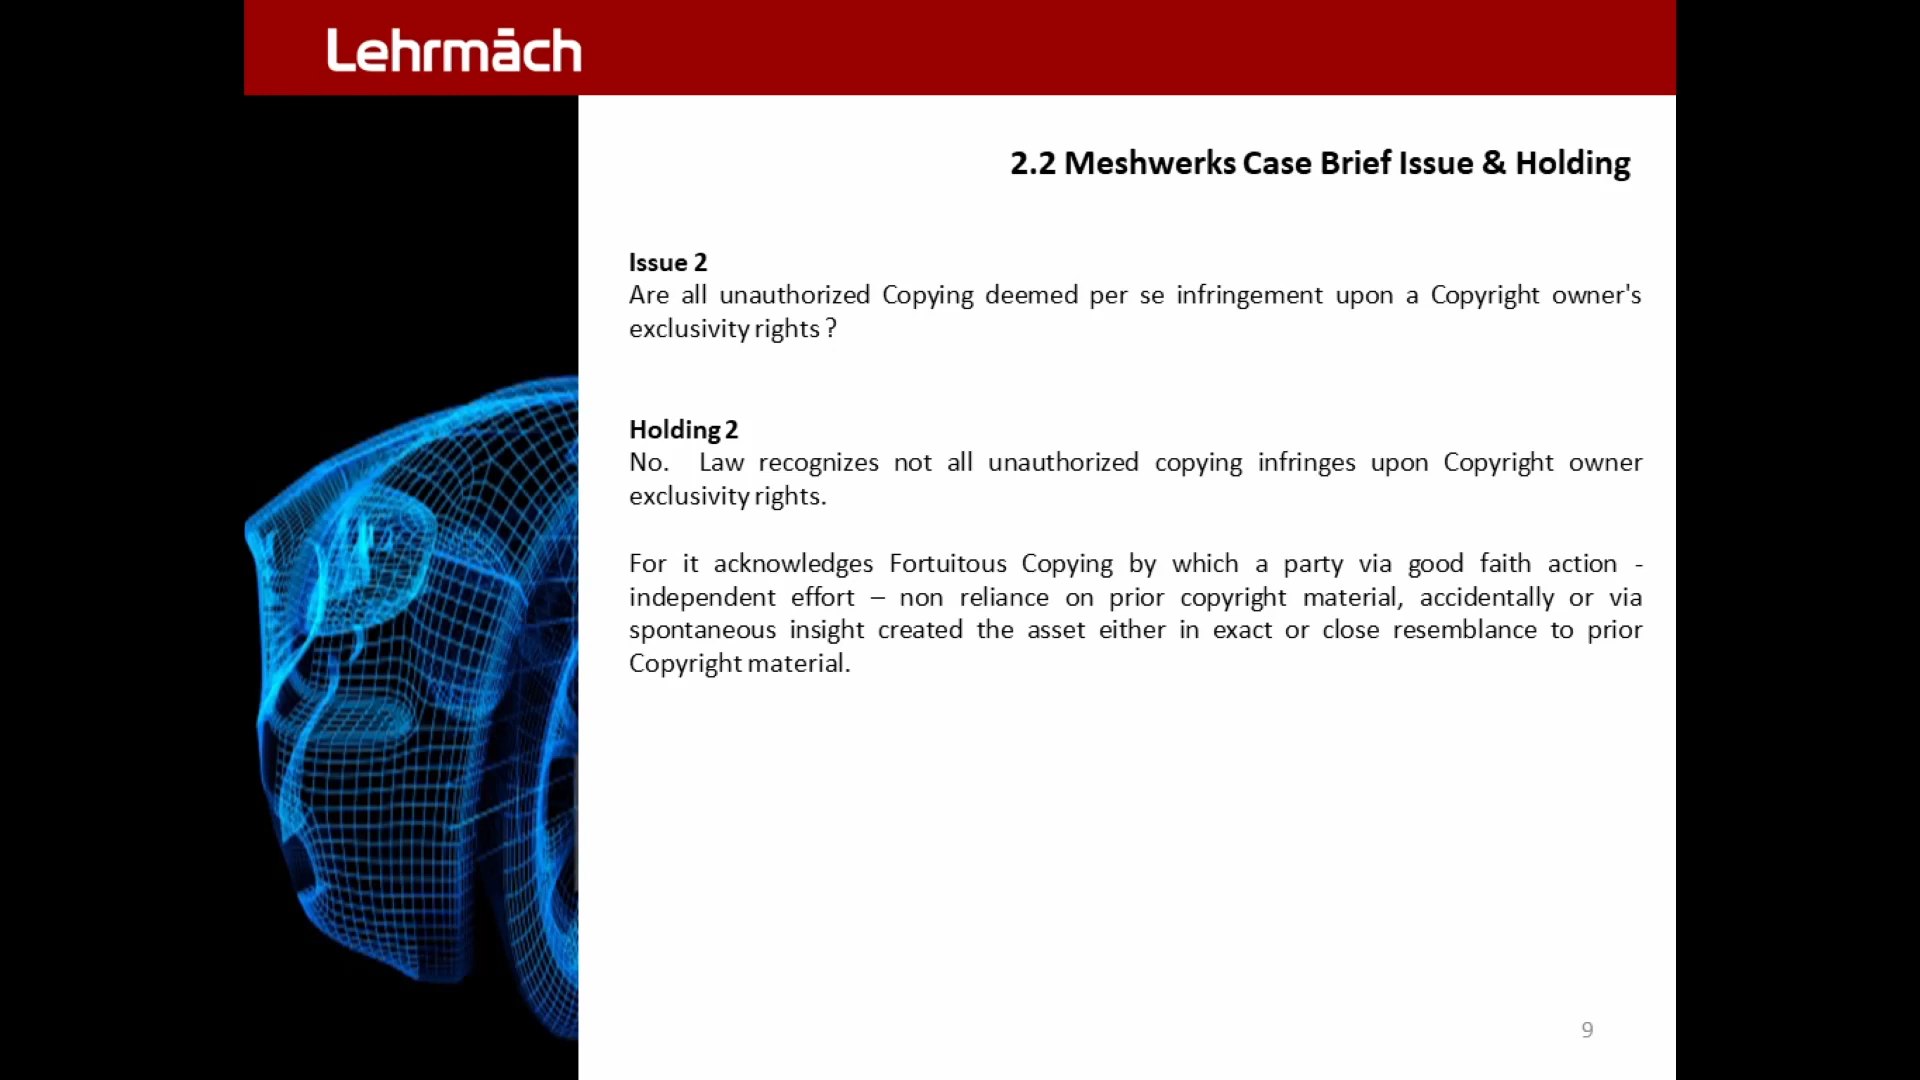 Lehrmāch
2.2 Meshwerks Case Brief Issue & Holding
Issue 2
Are all unauthorized Copying deemed per se infringement upon a Copyright owner's
exclusivity rights ?
Holding 2
No. Law recognizes not all unauthorized copying infringes upon Copyright owner
exclusivity rights.
For it acknowledges Fortuitous Copying by which a party via good faith action -
independent effort – non reliance on prior copyright material, accidentally or via
spontaneous insight created the asset either in exact or close resemblance to prior
Copyright material.
9